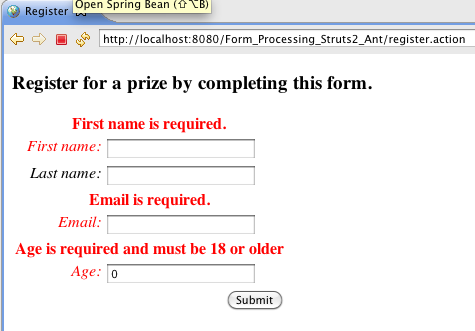 Open Spring Bean (⇧⌥B)
Register
http://localhost:8080/Form_Processing_Struts2_Ant/register.action
Register for a prize by completing this form.
First name is required.
First name:
Last name:
Email is required.
Email:
Age is required and must be 18 or older
Age: 0
Submit